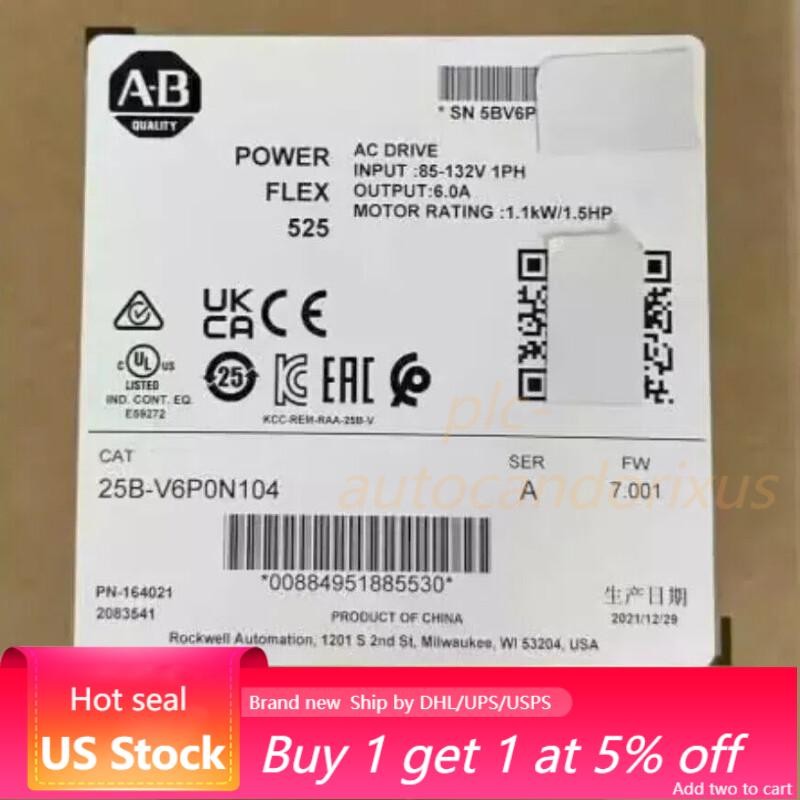 A-B
QUALITY
* SN 5BV6P
POWER
FLEX
525
AC DRIVE
INPUT :85-132V 1PH
OUTPUT:6.0A
MOTOR RATING :1.1kW/1.5HP
UK
CA
CE
25
EAC
C UL US
LISTED
IND. CONT. EQ.
E59272
KCC-REM-RAA-25B-V
plc-
autocandorixus
CAT
25B-V6P0N104
SER
A
FW
7.001
*00884951885530*
PN-164021
2083541
PRODUCT OF CHINA
生产日期
2021/12/29
Rockwell Automation, 1201 S 2nd St, Milwaukee, WI 53204, USA
Hot seal
US Stock
Brand new Ship by DHL/UPS/USPS
Buy 1 get 1 at 5% off
Add two to cart